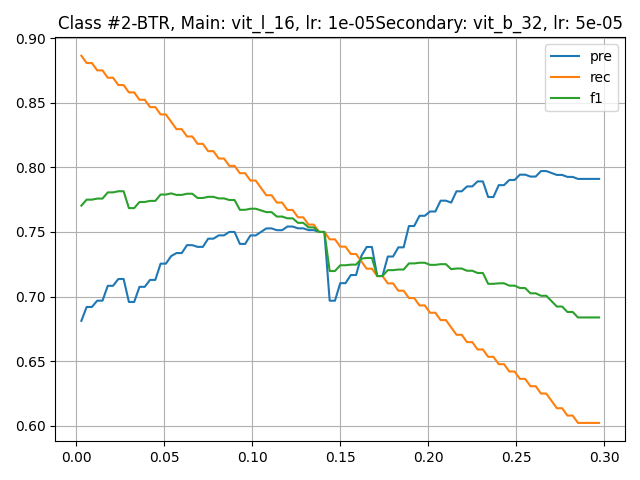 Class #2-BTR, Main: vit_l_16, lr: 1e-05Secondary: vit_b_32, lr: 5e-05
pre
rec
f1
0.90
0.85
0.80
0.75
0.70
0.65
0.60
0.00 0.05 0.10 0.15 0.20 0.25 0.30